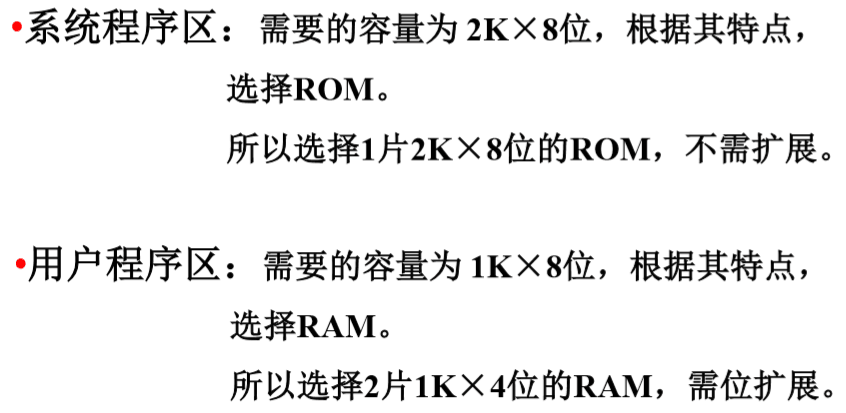 •系统程序区：需要的容量为 2K×8位，根据其特点，
选择ROM。
所以选择1片2K×8位的ROM，不需扩展。
•用户程序区：需要的容量为 1K×8位，根据其特点，
选择RAM。
所以选择2片1K×4位的RAM，需位扩展。